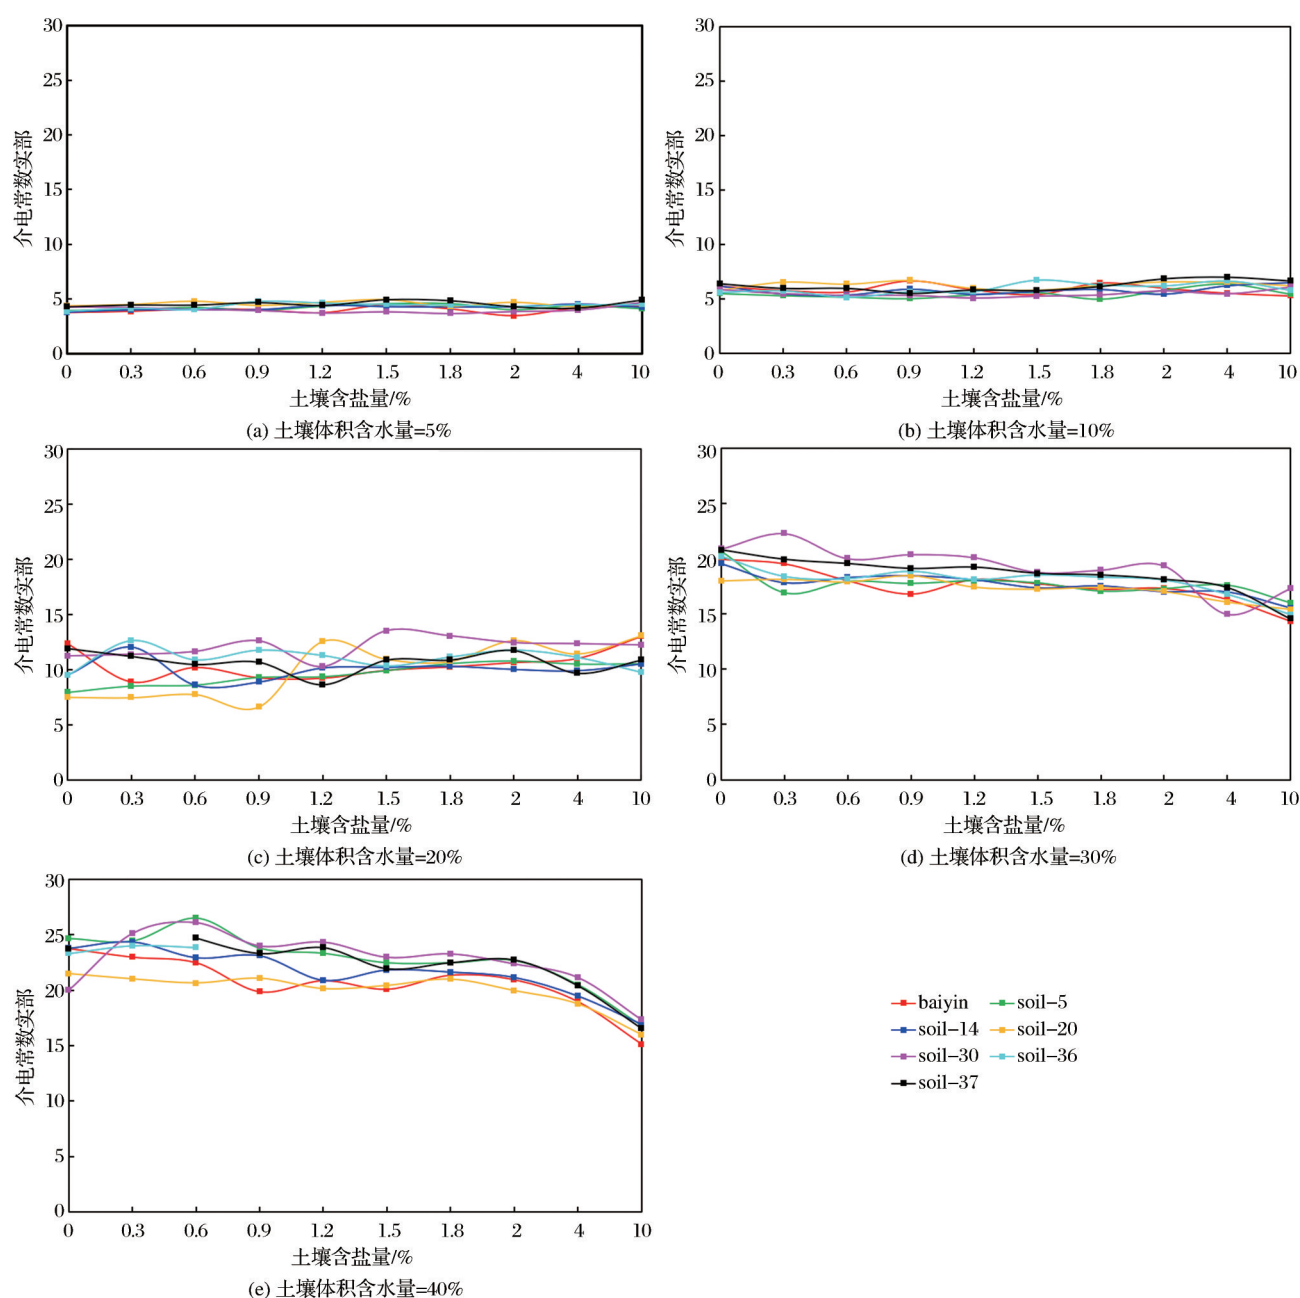 30
25
20
15
10
5
0
介电常数实部
0 0.3 0.6 0.9 1.2 1.5 1.8 2 4 10
土壤含盐量/%
(a) 土壤体积含水量=5%
30
25
20
15
10
5
0
介电常数实部
0 0.3 0.6 0.9 1.2 1.5 1.8 2 4 10
土壤含盐量/%
(b) 土壤体积含水量=10%
30
25
20
15
10
5
0
介电常数实部
0 0.3 0.6 0.9 1.2 1.5 1.8 2 4 10
土壤含盐量/%
(c) 土壤体积含水量=20%
30
25
20
15
10
5
0
介电常数实部
0 0.3 0.6 0.9 1.2 1.5 1.8 2 4 10
土壤含盐量/%
(d) 土壤体积含水量=30%
30
25
20
15
10
5
0
介电常数实部
0 0.3 0.6 0.9 1.2 1.5 1.8 2 4 10
土壤含盐量/%
(e) 土壤体积含水量=40%
baiyin soil-5
soil-14 soil-20
soil-30 soil-36
soil-37